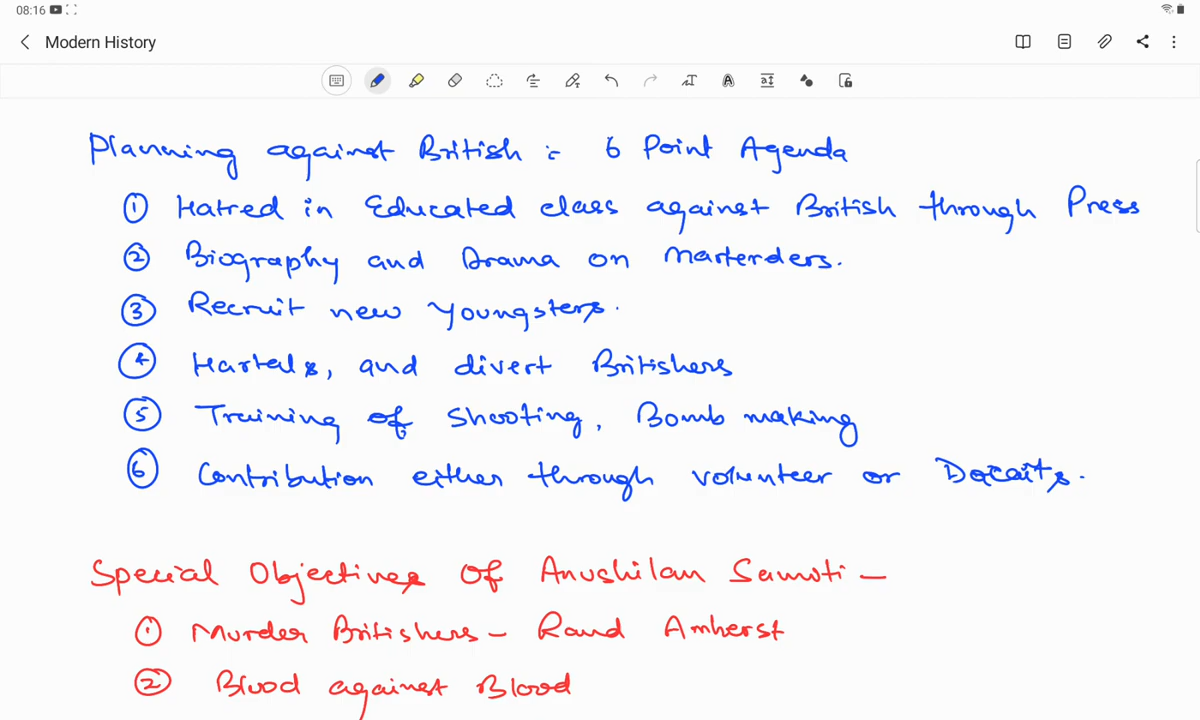 08:16
Modern History
Planning against British :- 6 Point Agenda
① Hatred in Educated class against British through Press
② Biography and Drama on Marterders.
③ Recruit new Youngsters.
④ Hartals, and divert Britishers
⑤ Training of Shooting, Bomb making
⑥ Contribution either through volunteer or Docaits.
Special Objectives Of Anushilan Samiti -
① Murder Britishers - Rand Amherst
② Blood against Blood